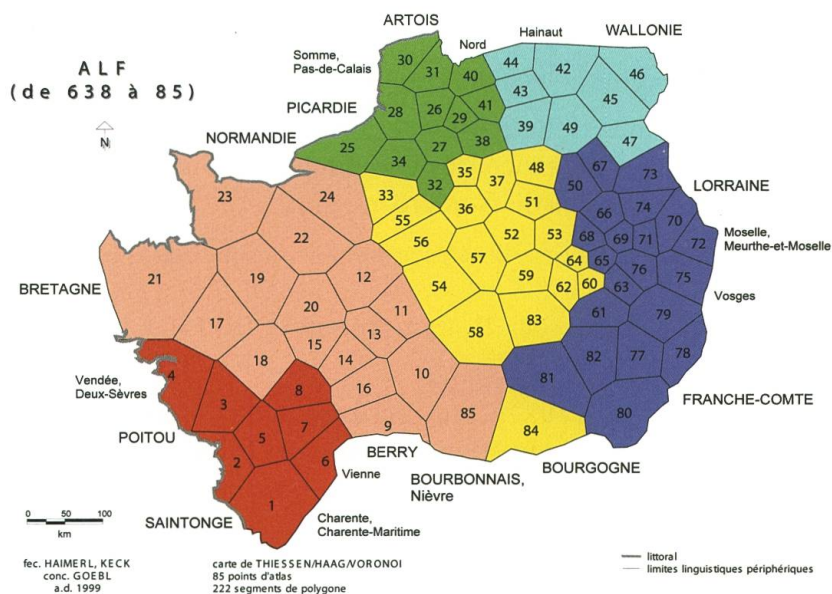 ARTOIS
Hainaut
WALLONIE
Nord
Somme,
Pas-de-Calais
ALF
(de 638 à 85)
PICARDIE
N
NORMANDIE
LORRAINE
Moselle,
Meurthe-et-Moselle
BRETAGNE
Vosges
Vendée,
Deux-Sèvres
FRANCHE-COMTE
POITOU
BERRY
Vienne
BOURBONNAIS,
Nièvre
BOURGOGNE
SAINTONGE
Charente,
Charente-Maritime
30 31 40 44 42 46
28 26 29 41 43 45
25 34 27 38 39 49 47
23 24 33 32 35 37 48 50 67 73
22 55 36 51 66 74 70
21 19 56 57 52 53 68 69 71 72
12 54 59 64 65 76 75
17 20 11 62 60 63
18 15 13 58 83 61 79
14 10 81 82 77 78
4 3 8 16 85 84 80
5 7 9
2 6
1
0 50 100
km
fec. HAIMERL, KECK
conc. GOEBL
a.d. 1999
carte de THIESSEN/HAAG/VORONOI
85 points d'atlas
222 segments de polygone
littoral
limites linguistiques périphériques